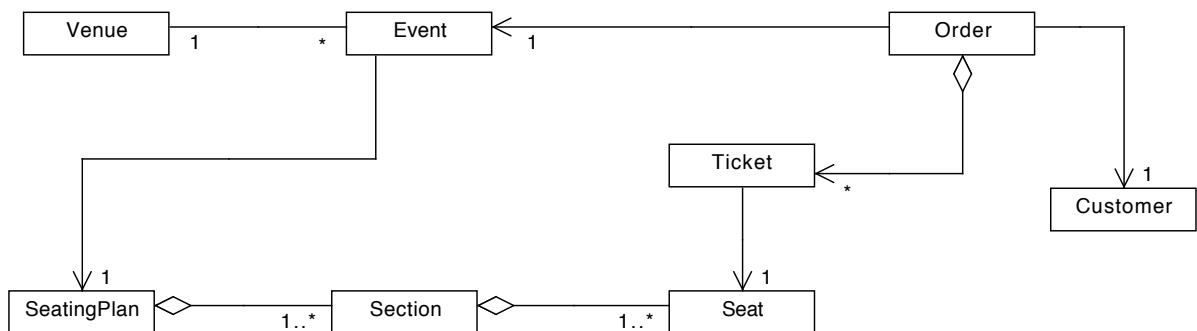 Venue
1
*
Event
1
Order
Ticket
*
1
Customer
1
1
SeatingPlan
1..*
Section
1..*
Seat